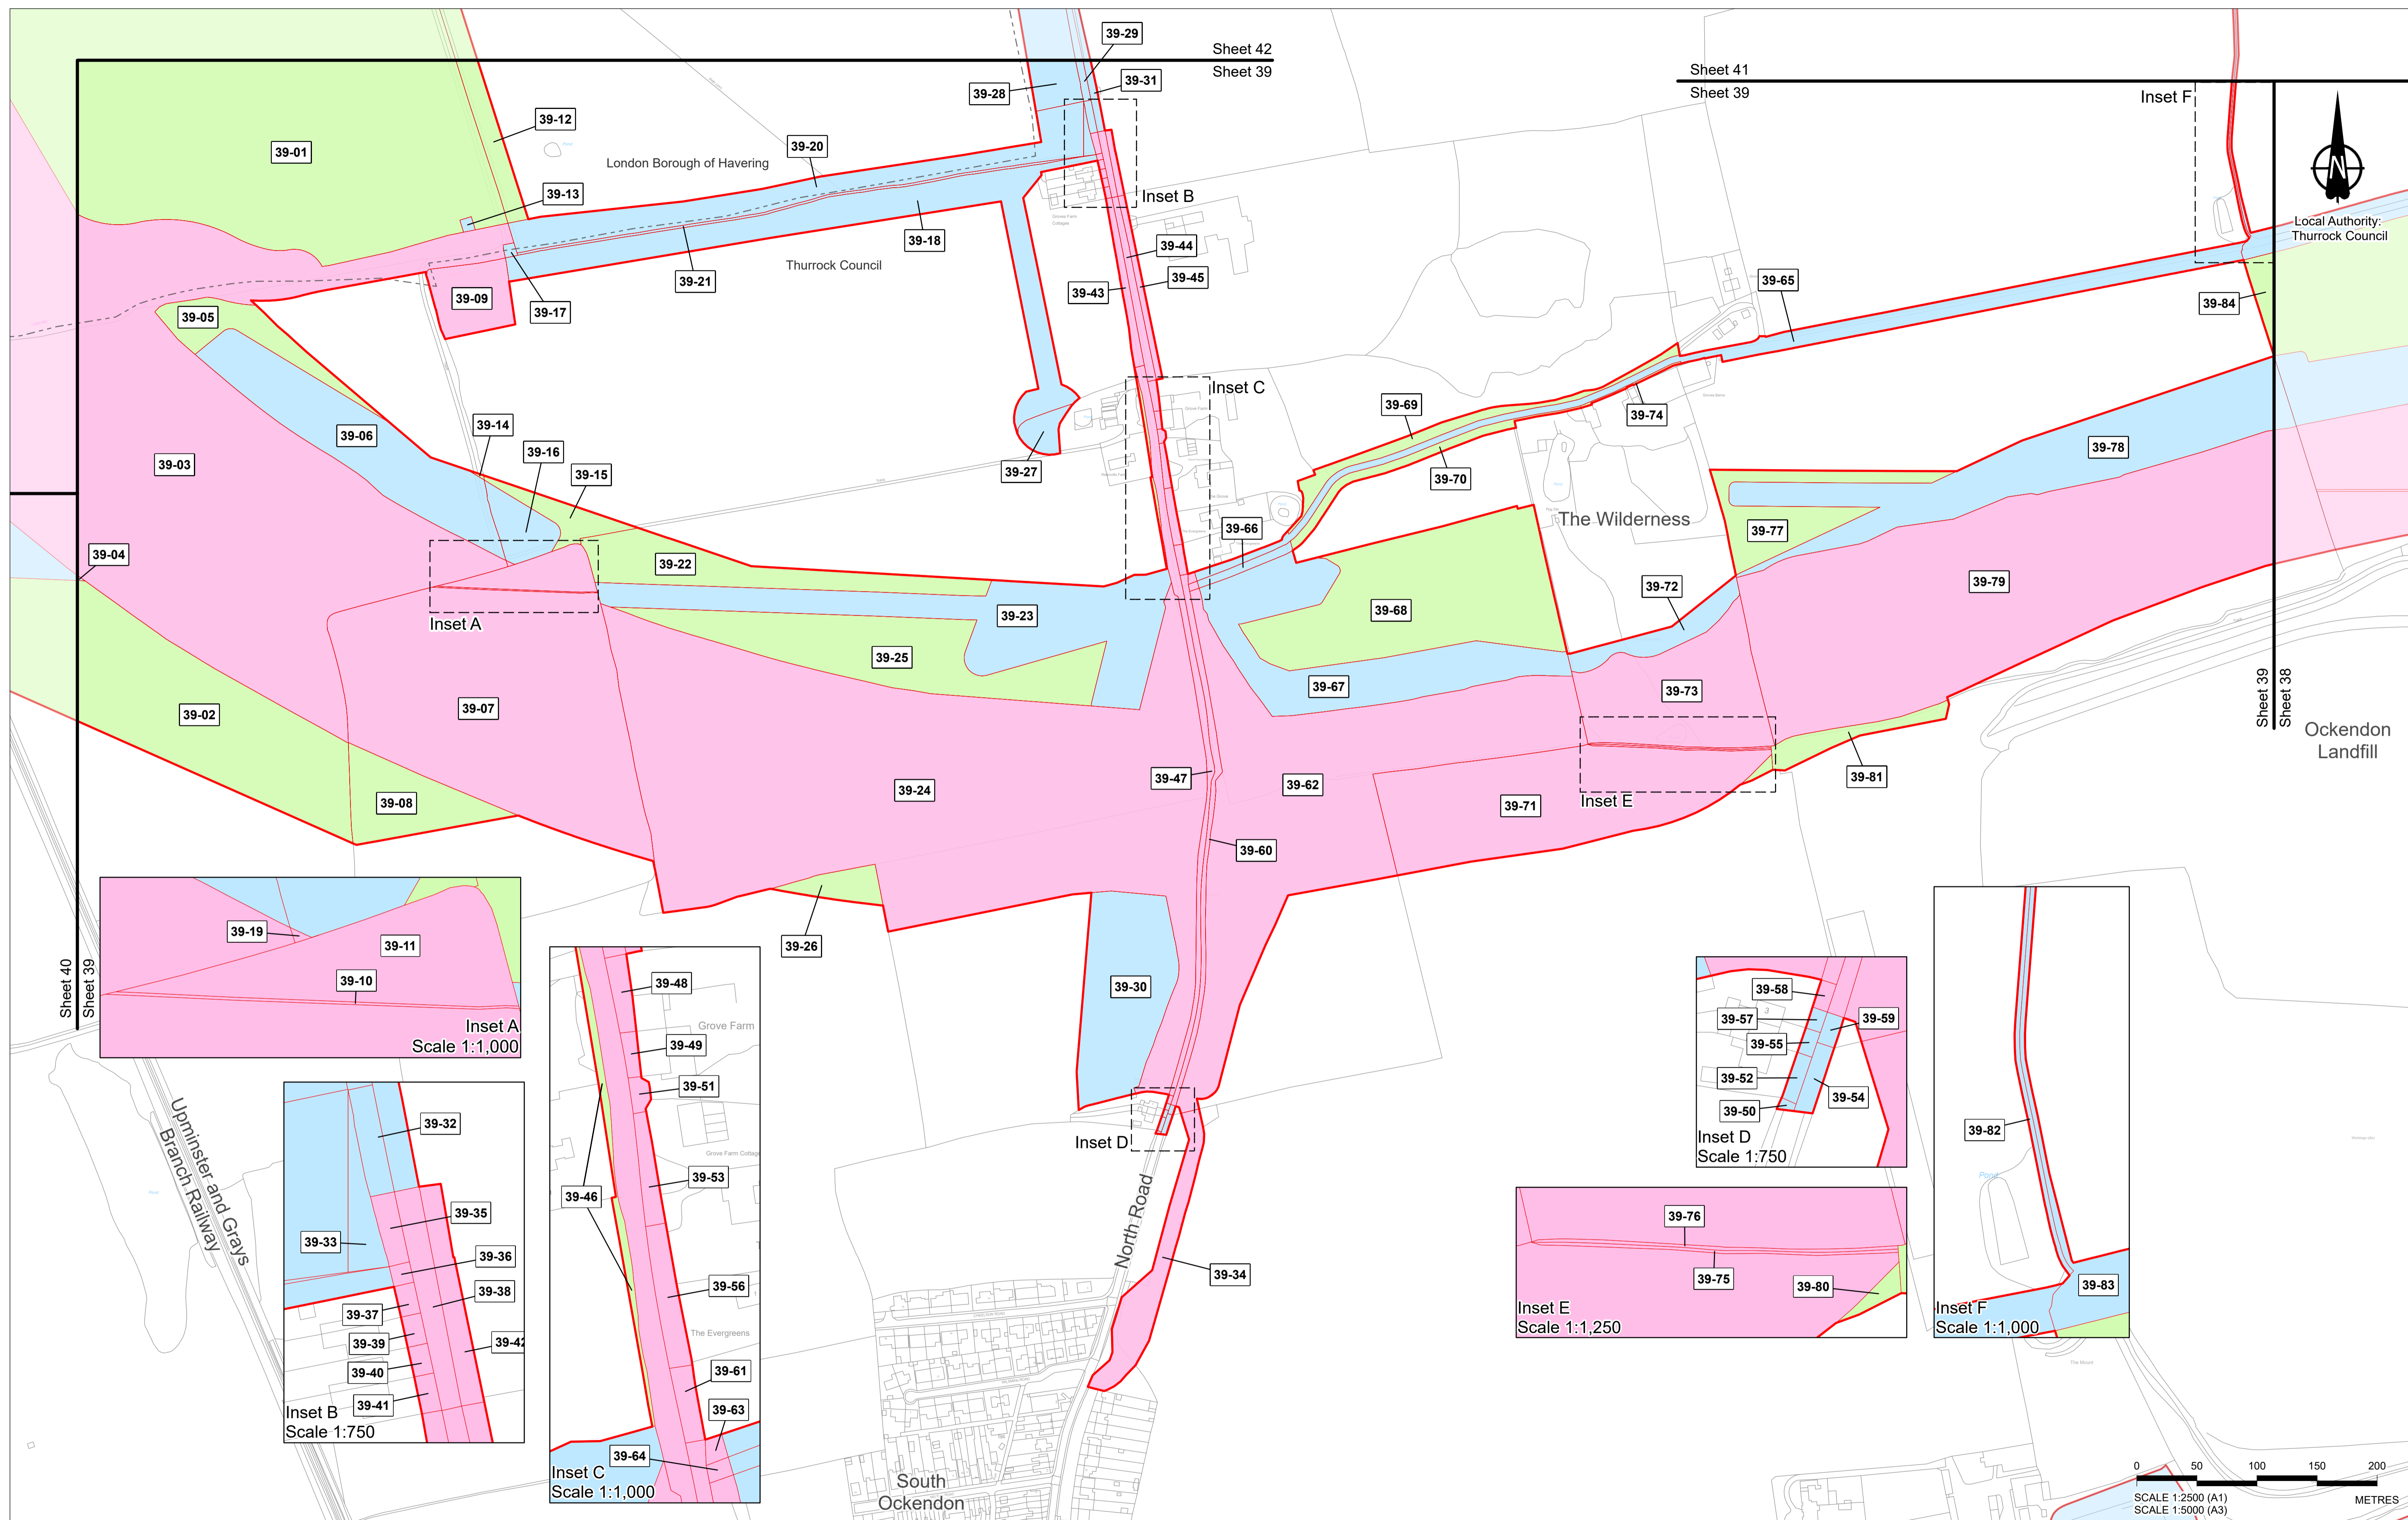 Sheet 42
Sheet 39
Sheet 41
Sheet 39
39-29
39-31
39-28
Inset B
Inset F
N
Local Authority:
Thurrock Council
39-01
39-12
39-13
London Borough of Havering
39-20
39-18
39-21
Thurrock Council
39-17
39-09
39-05
39-44
39-45
39-43
39-65
39-84
39-03
39-06
39-14
39-16
39-15
39-27
Inset C
Grove Farm
39-69
39-70
39-74
39-78
39-66
The Wilderness
39-77
39-04
Inset A
39-22
39-23
39-25
39-68
39-72
39-79
39-02
39-07
39-08
39-24
39-47
39-62
39-67
39-73
Inset E
39-71
39-81
39-60
Sheet 39
Sheet 38
Ockendon
Landfill
Sheet 40
Sheet 39
39-26
39-30
Inset D
North Road
39-34
South
Ockendon
Upminster and Grays
Branch Railway
39-19
39-11
39-10
Inset A
Scale 1:1,000
39-32
39-33
39-35
39-36
39-38
39-37
39-39
39-40
39-41
39-42
Inset B
Scale 1:750
39-48
Grove Farm
39-49
39-51
Grove Farm Cottage
39-53
39-46
39-56
The Evergreens
39-61
39-63
39-64
Inset C
Scale 1:1,000
39-58
3
39-57
39-59
39-55
39-52
39-54
39-50
Inset D
Scale 1:750
39-76
39-75
39-80
Inset E
Scale 1:1,250
39-82
Pond
39-83
Inset F
Scale 1:1,000
The Mount
0 50 100 150 200
SCALE 1:2500 (A1)
SCALE 1:5000 (A3)
METRES